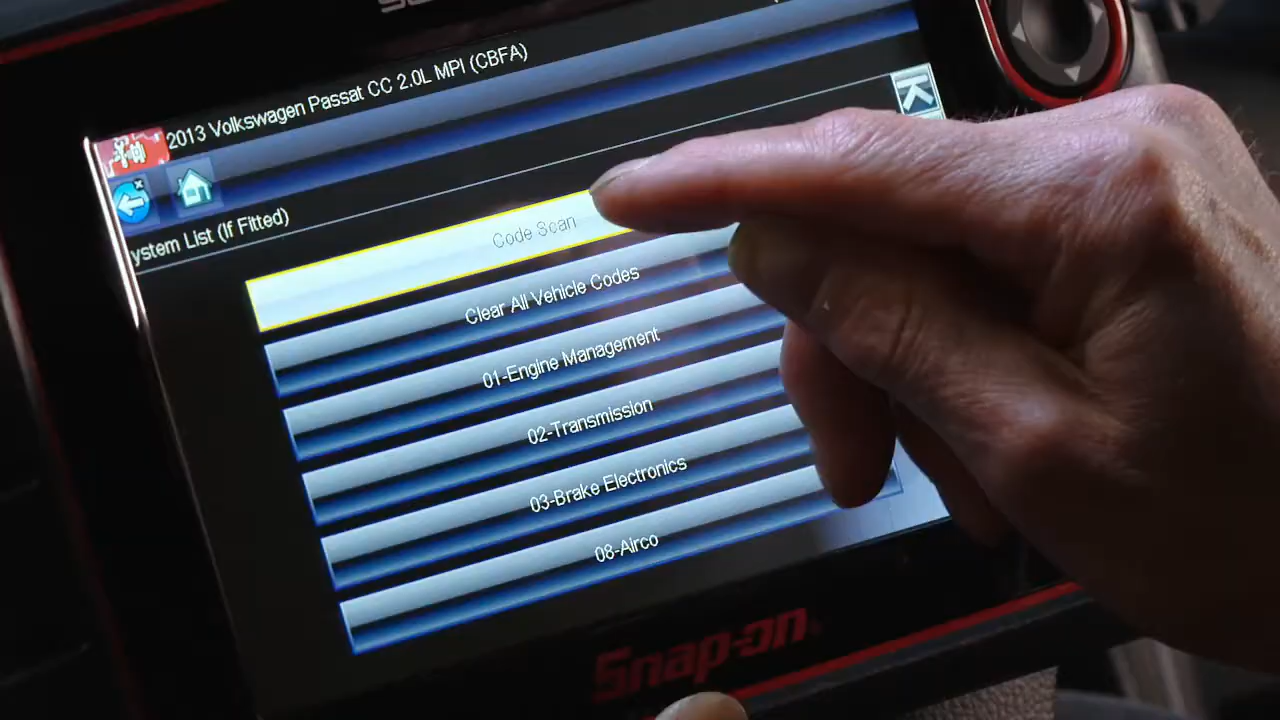 2013 Volkswagen Passat CC 2.0L MPI (CBFA)
ystem List (If Fitted)
Code Scan
Clear All Vehicle Codes
01-Engine Management
02-Transmission
03-Brake Electronics
08-Airco
Snap-on